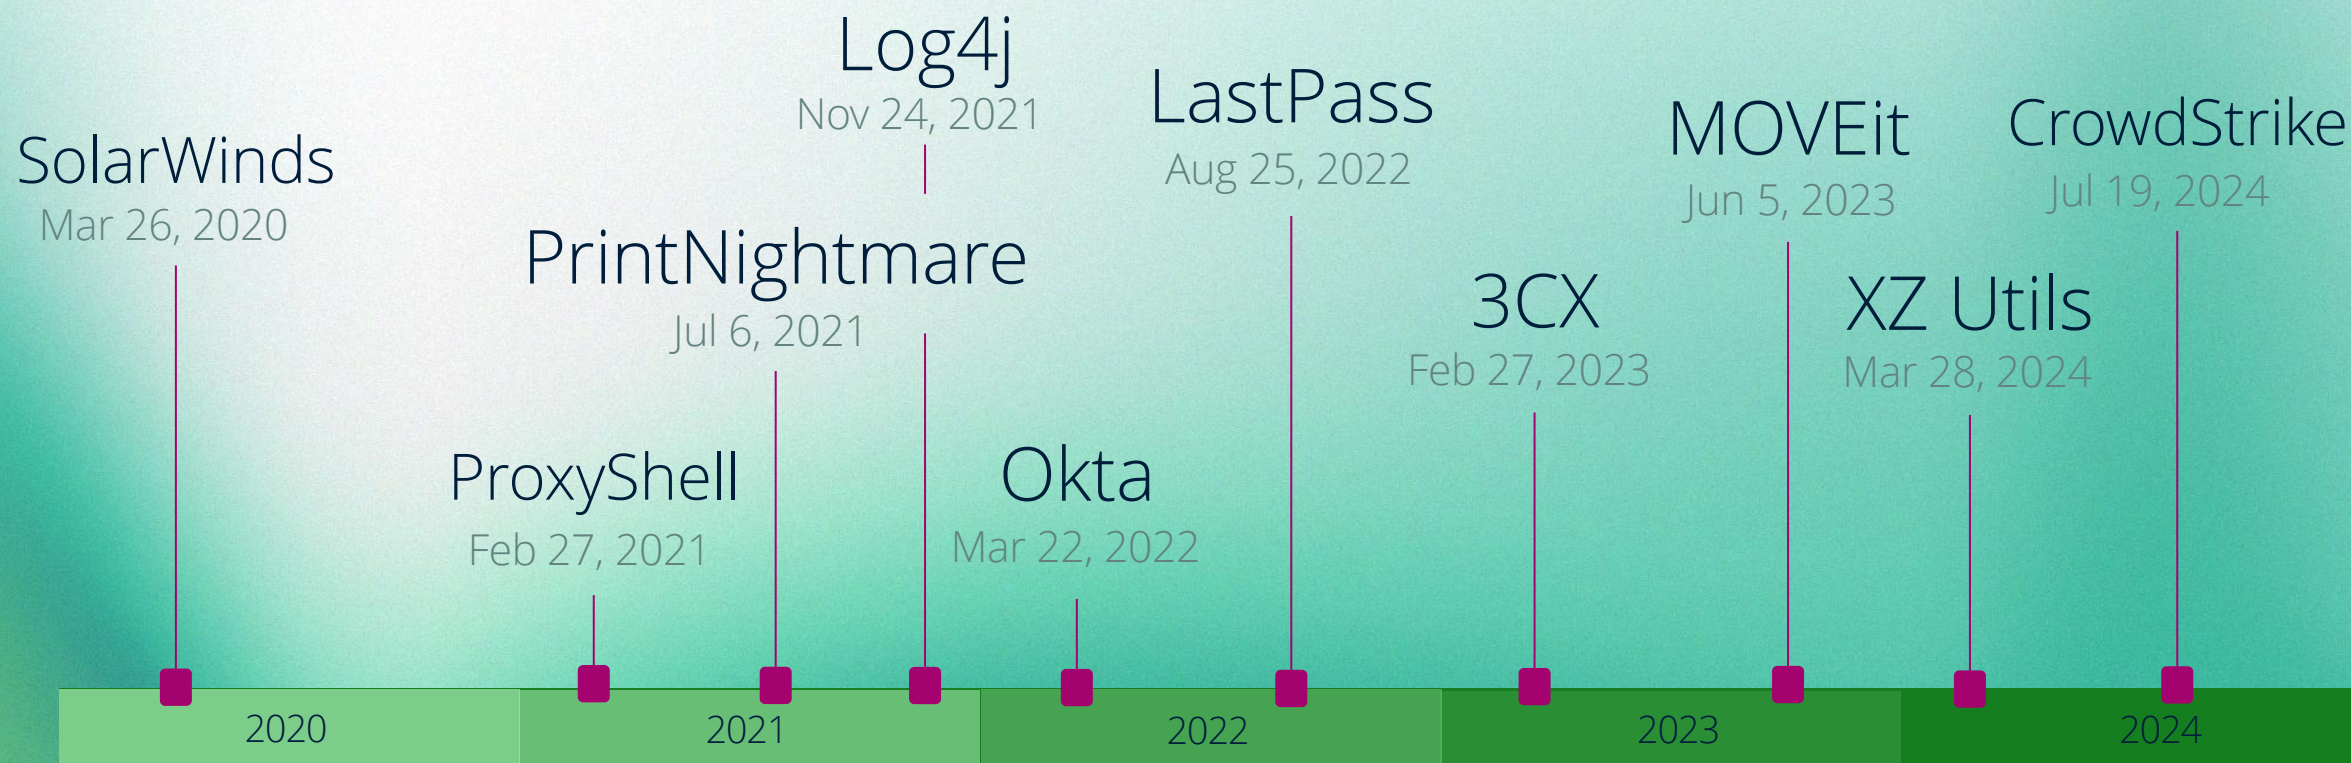 SolarWinds
Mar 26, 2020
ProxyShell
Feb 27, 2021
PrintNightmare
Jul 6, 2021
Log4j
Nov 24, 2021
Okta
Mar 22, 2022
LastPass
Aug 25, 2022
3CX
Feb 27, 2023
MOVEit
Jun 5, 2023
XZ Utils
Mar 28, 2024
CrowdStrike
Jul 19, 2024
2020
2021
2022
2023
2024